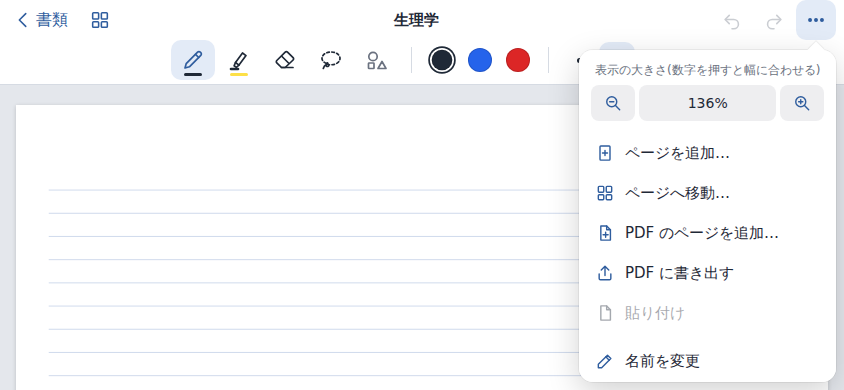 書類
生理学
表示の大きさ(数字を押すと幅に合わせる)
136%
ページを追加…
ページへ移動…
PDF のページを追加…
PDF に書き出す
貼り付け
名前を変更